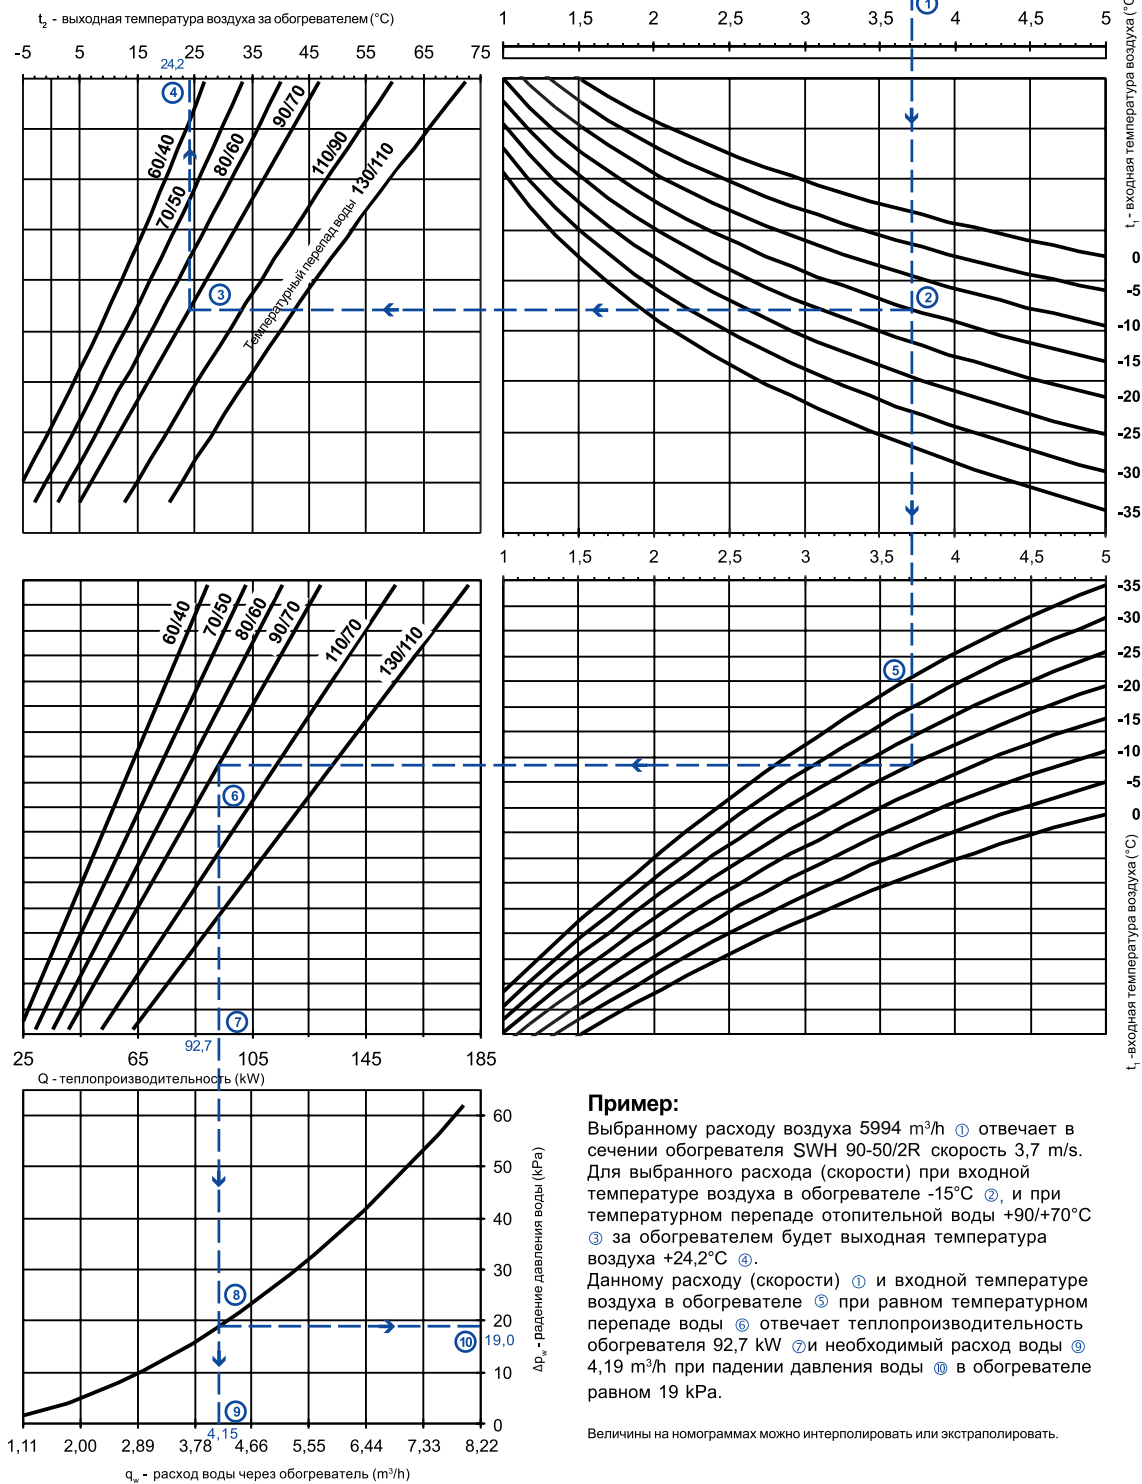 t2 - выходная температура воздуха за обогревателем (°C)
-5 5 15 25 35 45 55 65 75
24,2
1 1,5 2 2,5 3 3,5 4 4,5 5
①
④
60/40
70/50
80/60
90/70
110/90
130/110
Температурный перепад воды
③
②
t1 - входная температура воздуха (°C)
0
-5
-10
-15
-20
-25
-30
-35
1 1,5 2 2,5 3 3,5 4 4,5 5
60/40
70/50
80/60
90/70
110/70
130/110
⑤
⑥
⑦
-35
-30
-25
-20
-15
-10
-5
0
t1 -входная температура воздуха (°C)
92,7
25 65 105 145 185
Q - теплопроизводительность (kW)
60
50
40
30
20
10
0
19,0
Δpw - радение давления воды (kPa)
⑧
⑩
⑨
4,15
1,11 2,00 2,89 3,78 4,66 5,55 6,44 7,33 8,22
qw - расход воды через обогреватель (m³/h)
Пример:
Выбранному расходу воздуха 5994 m³/h ① отвечает в
сечении обогревателя SWH 90-50/2R скорость 3,7 m/s.
Для выбранного расхода (скорости) при входной
температуре воздуха в обогревателе -15°C ②, и при
температурном перепаде отопительной воды +90/+70°C
③ за обогревателем будет выходная температура
воздуха +24,2°C ④.
Данному расходу (скорости) ① и входной температуре
воздуха в обогревателе ⑤ при равном температурном
перепаде воды ⑥ отвечает теплопроизводительность
обогревателя 92,7 kW ⑦и необходимый расход воды ⑨
4,19 m³/h при падении давления воды ⑩ в обогревателе
равном 19 kPa.
Величины на номограммах можно интерполировать или экстраполировать.